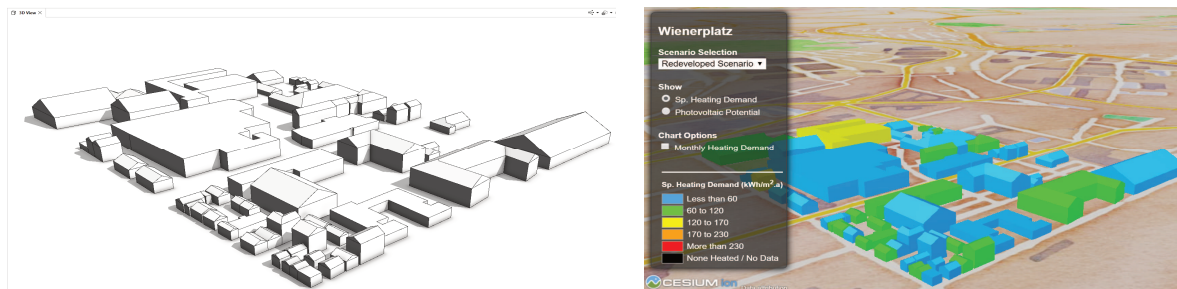 3D View
Wienerplatz
Scenario Selection
Redeveloped Scenario
Show
Sp. Heating Demand
Photovoltaic Potential
Chart Options
Monthly Heating Demand
Sp. Heating Demand (kWh/m².a)
Less than 60
60 to 120
120 to 170
170 to 230
More than 230
None Heated / No Data
CESIUM ion